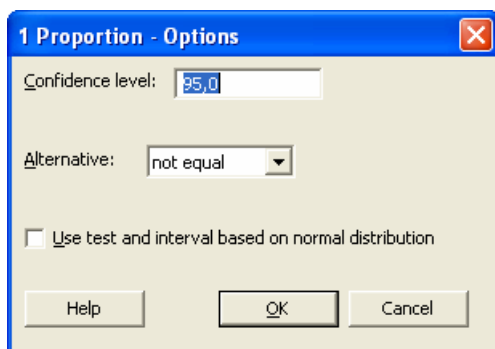 1 Proportion - Options
Confidence level: 95,0
Alternative: not equal
Use test and interval based on normal distribution
Help OK Cancel